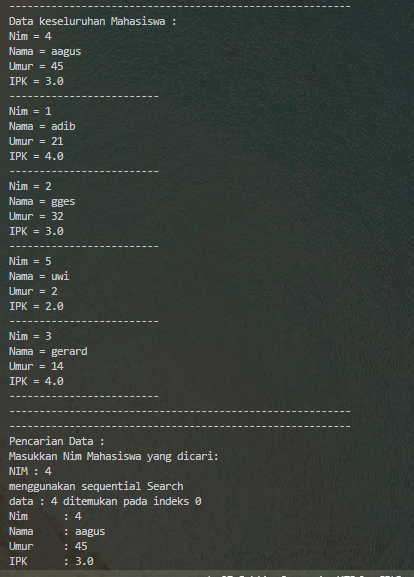 ---------------------------------------------------------
Data keseluruhan Mahasiswa :
Nim = 4
Nama = aagus
Umur = 45
IPK = 3.0
-------------------------
Nim = 1
Nama = adib
Umur = 21
IPK = 4.0
-------------------------
Nim = 2
Nama = gges
Umur = 32
IPK = 3.0
-------------------------
Nim = 5
Nama = uwi
Umur = 2
IPK = 2.0
-------------------------
Nim = 3
Nama = gerard
Umur = 14
IPK = 4.0
-------------------------
---------------------------------------------------------
---------------------------------------------------------
Pencarian Data :
Masukkan Nim Mahasiswa yang dicari:
NIM : 4
menggunakan sequential Search
data : 4 ditemukan pada indeks 0
Nim      : 4
Nama     : aagus
Umur     : 45
IPK      : 3.0